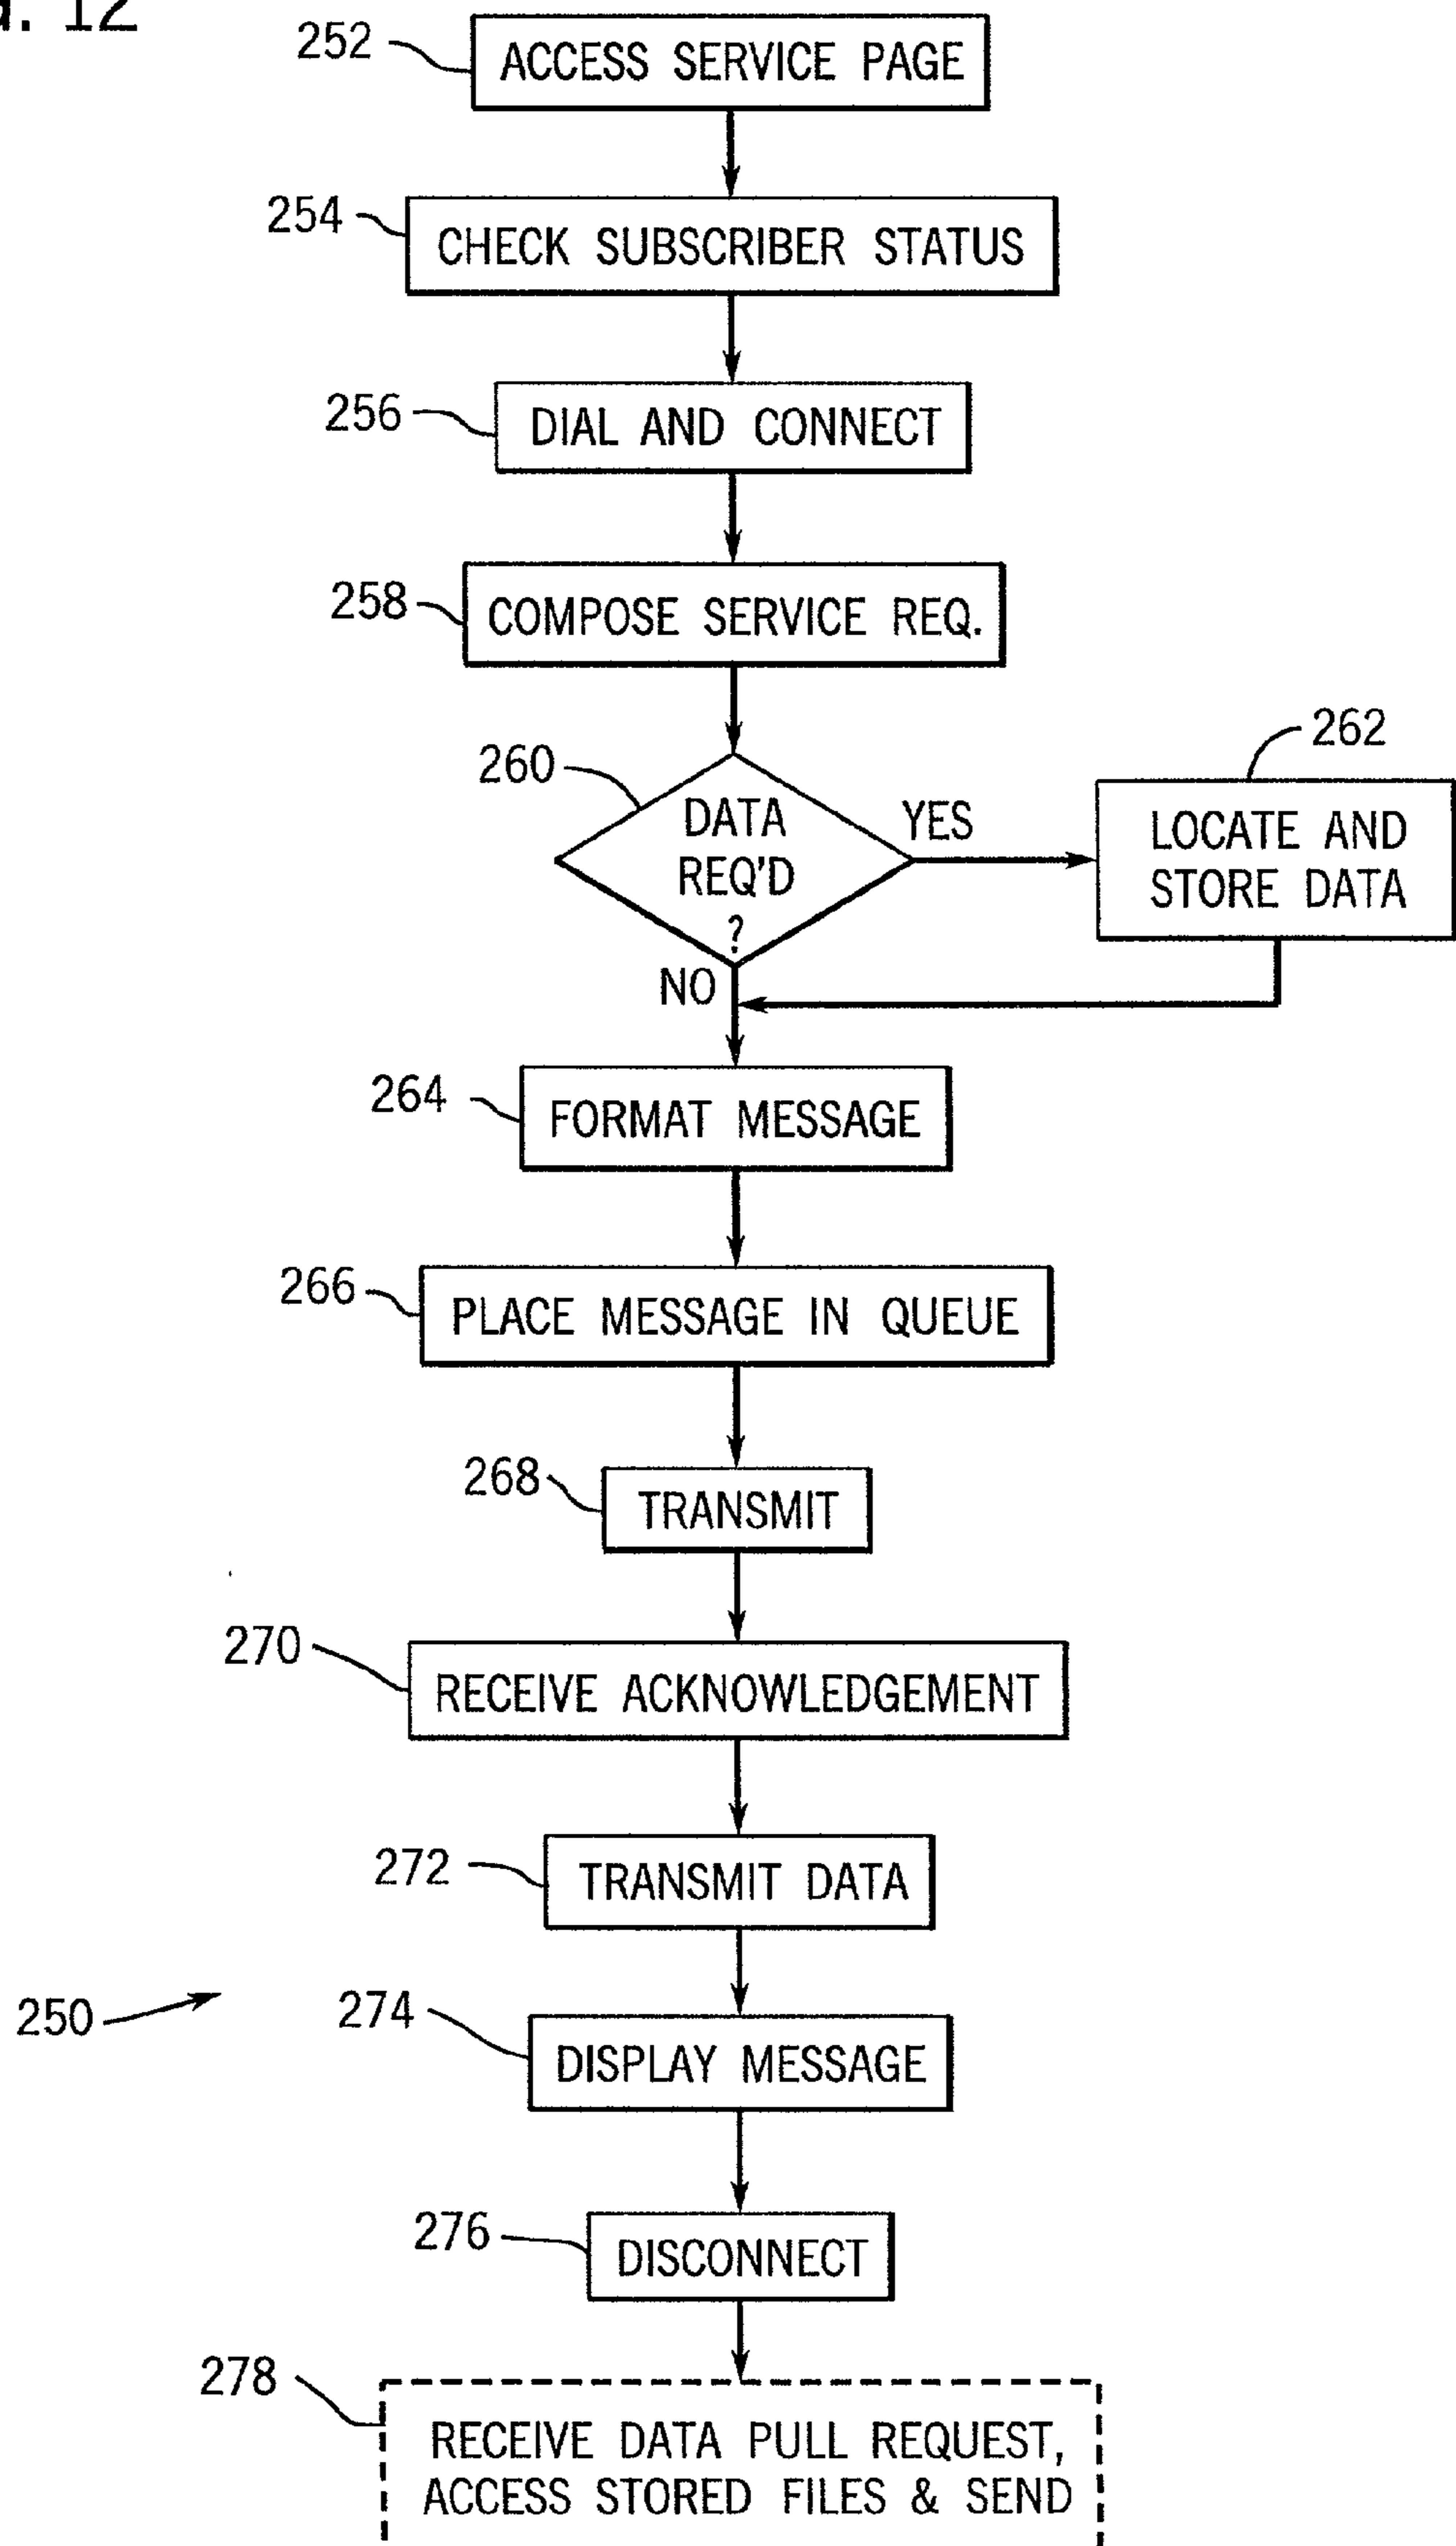 12
252
ACCESS SERVICE PAGE
254
CHECK SUBSCRIBER STATUS
256
DIAL AND CONNECT
258
COMPOSE SERVICE REQ.
260
DATA
REQ'D
?
YES
262
LOCATE AND
STORE DATA
NO
264
FORMAT MESSAGE
266
PLACE MESSAGE IN QUEUE
268
TRANSMIT
270
RECEIVE ACKNOWLEDGEMENT
272
TRANSMIT DATA
250
274
DISPLAY MESSAGE
276
DISCONNECT
278
RECEIVE DATA PULL REQUEST,
ACCESS STORED FILES & SEND